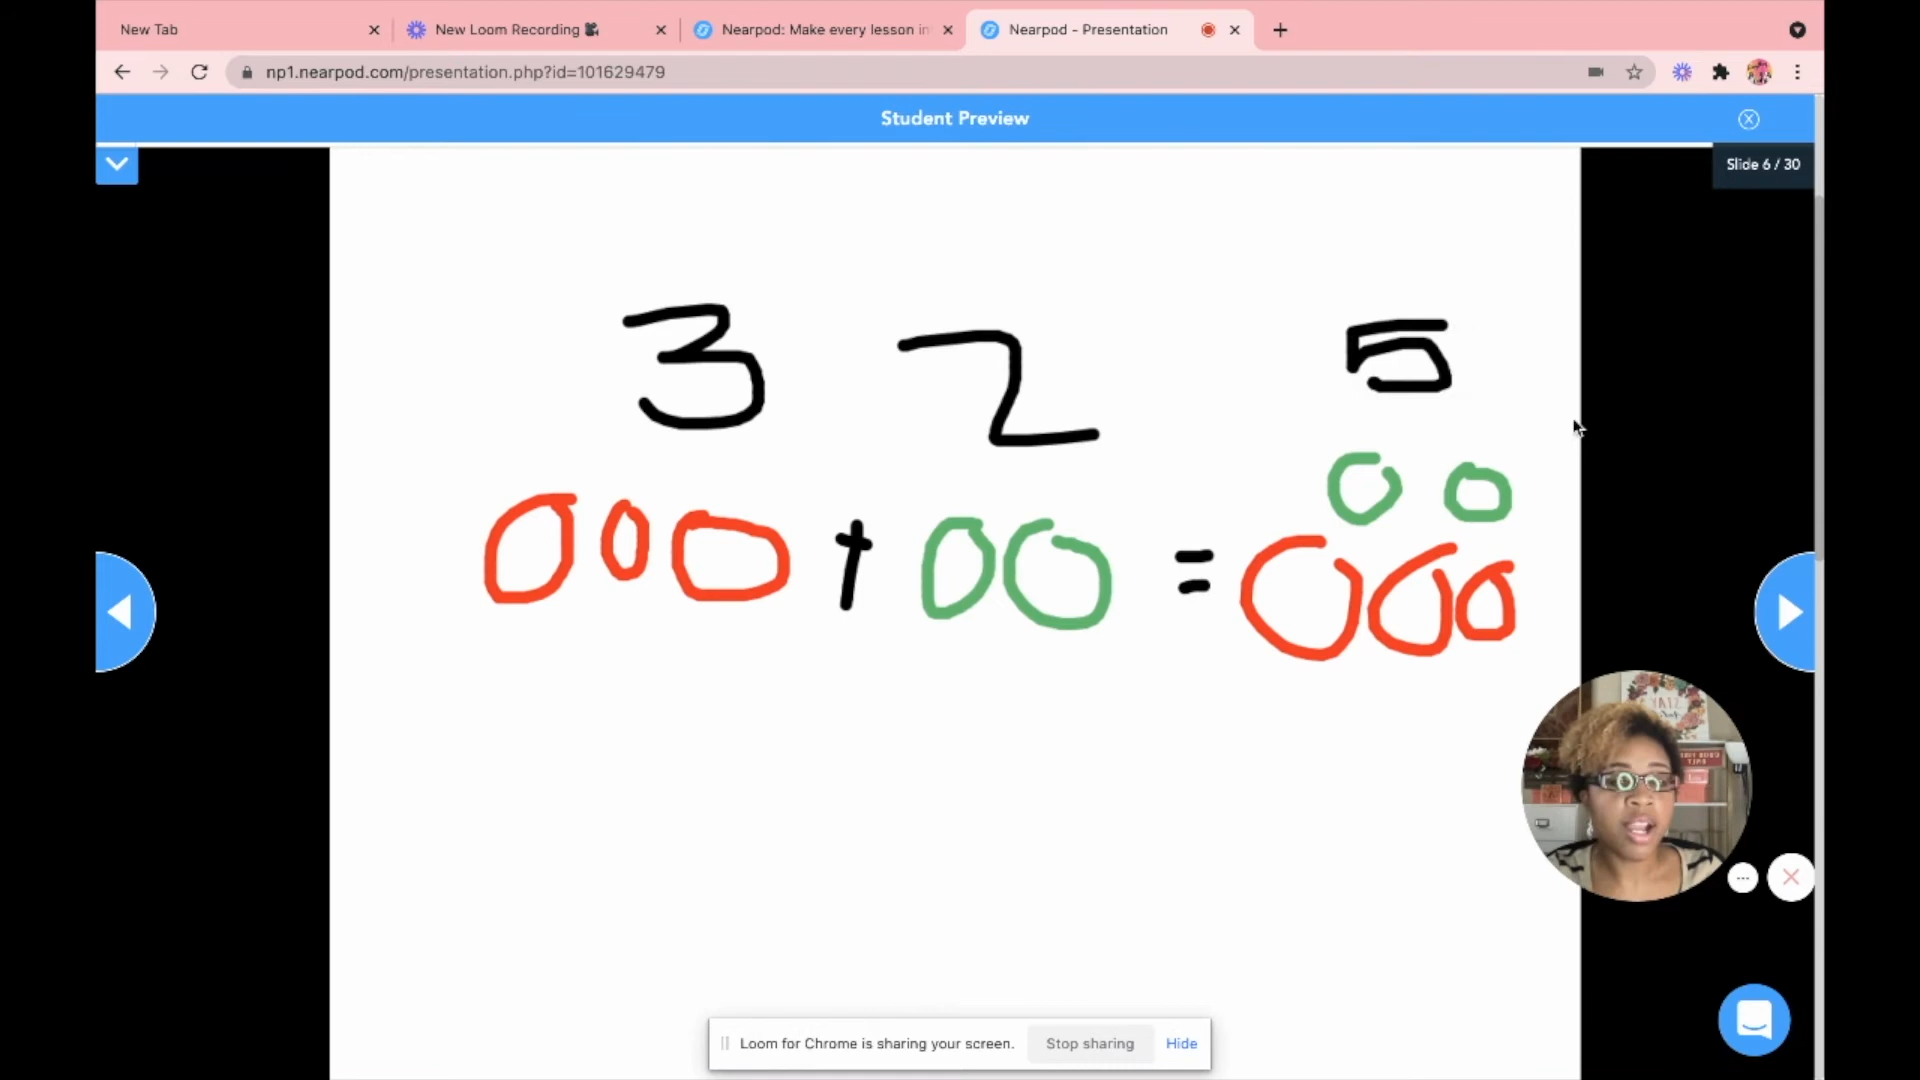 New Tab
New Loom Recording
Nearpod: Make every lesson in
Nearpod - Presentation
np1.nearpod.com/presentation.php?id=101629479
Student Preview
Slide 6 / 30
3 2 5
+ =
Loom for Chrome is sharing your screen. Stop sharing Hide